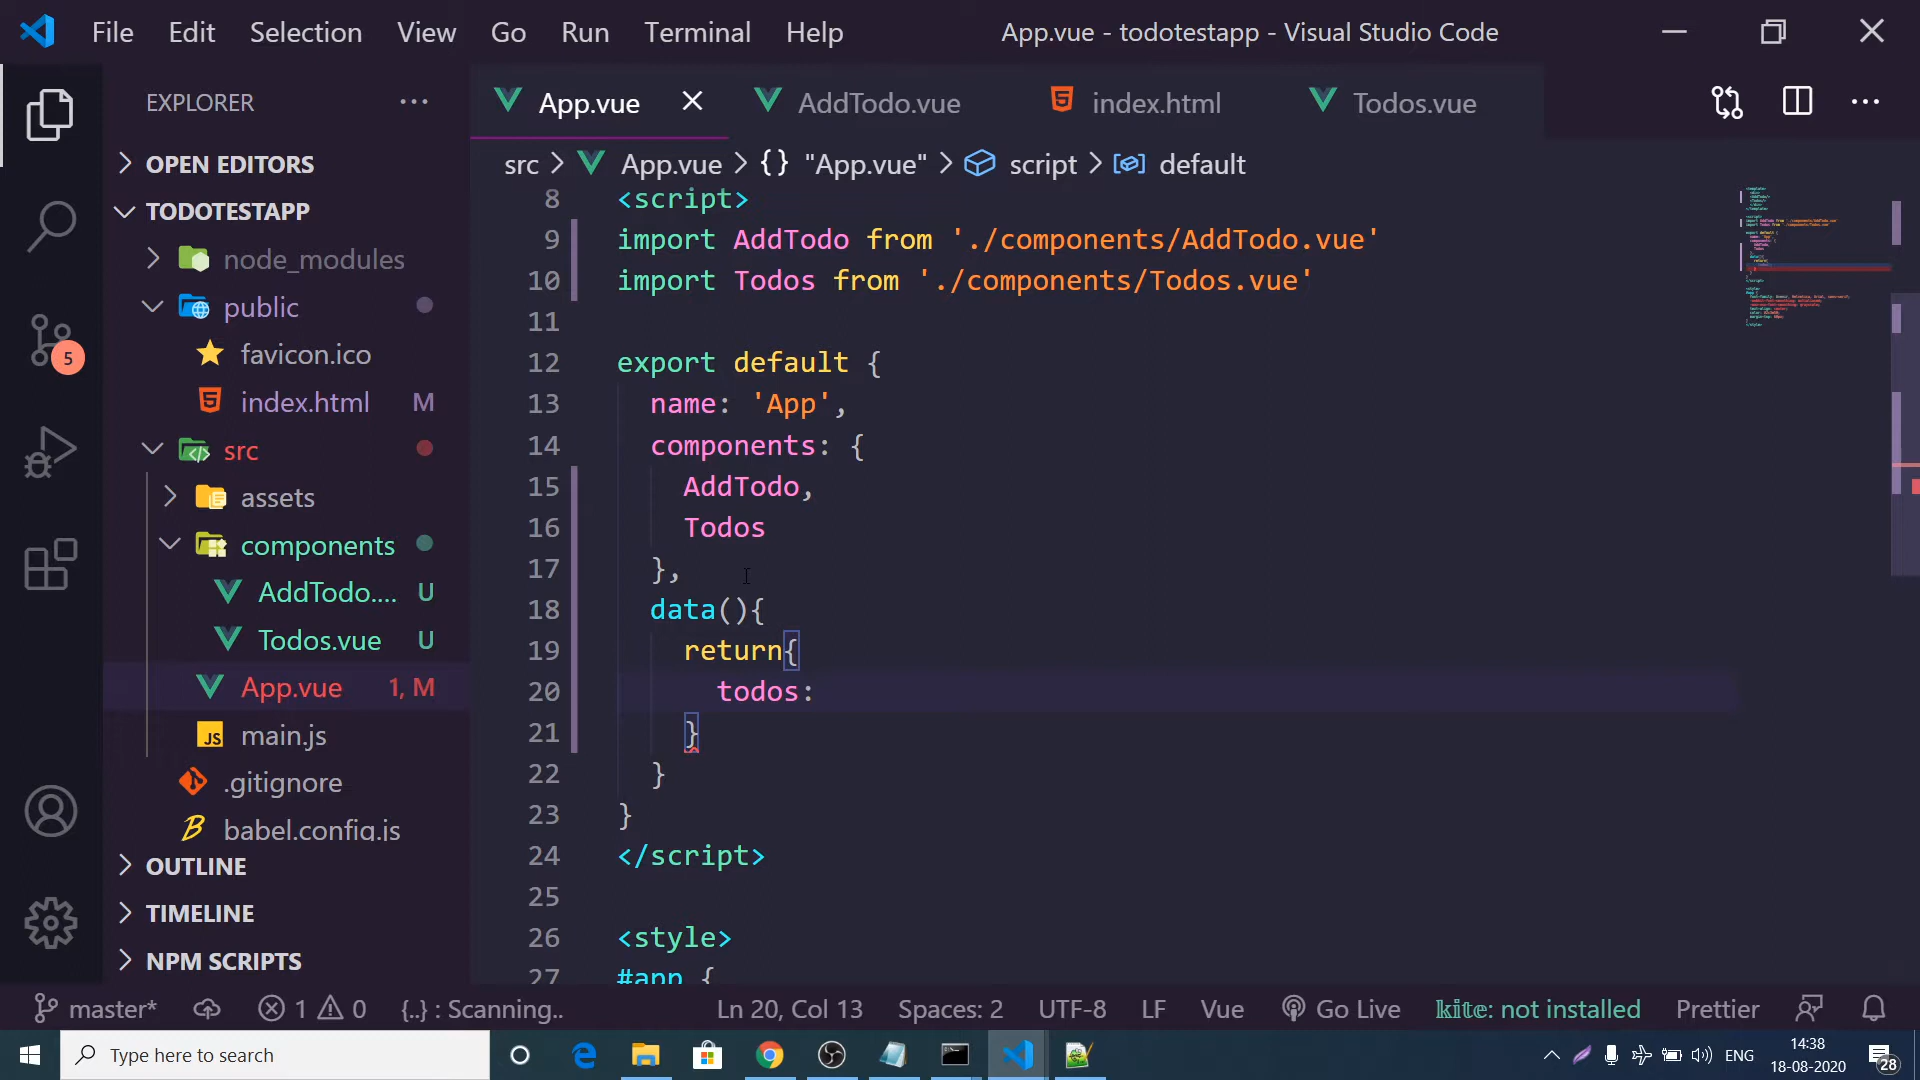 File Edit Selection View Go Run Terminal Help App.vue - todotestapp - Visual Studio Code
EXPLORER
OPEN EDITORS
TODOTESTAPP
node_modules
public
favicon.ico
index.html M
src
assets
components
AddTodo.... U
Todos.vue U
App.vue 1, M
main.js
.gitignore
babel.config.js
OUTLINE
TIMELINE
NPM SCRIPTS
5
App.vue AddTodo.vue index.html Todos.vue
src > App.vue > {} "App.vue" > script > default
8 <script>
9 import AddTodo from './components/AddTodo.vue'
10 import Todos from './components/Todos.vue'
11
12 export default {
13 name: 'App',
14 components: {
15 AddTodo,
16 Todos
17 },
18 data(){
19 return{
20 todos:
21 }
22 }
23 }
24 </script>
25
26 <style>
27 #app {
master* 1 0 {..} : Scanning.. Ln 20, Col 13 Spaces: 2 UTF-8 LF Vue Go Live kite: not installed Prettier
Type here to search
ENG
14:38
18-08-2020
28